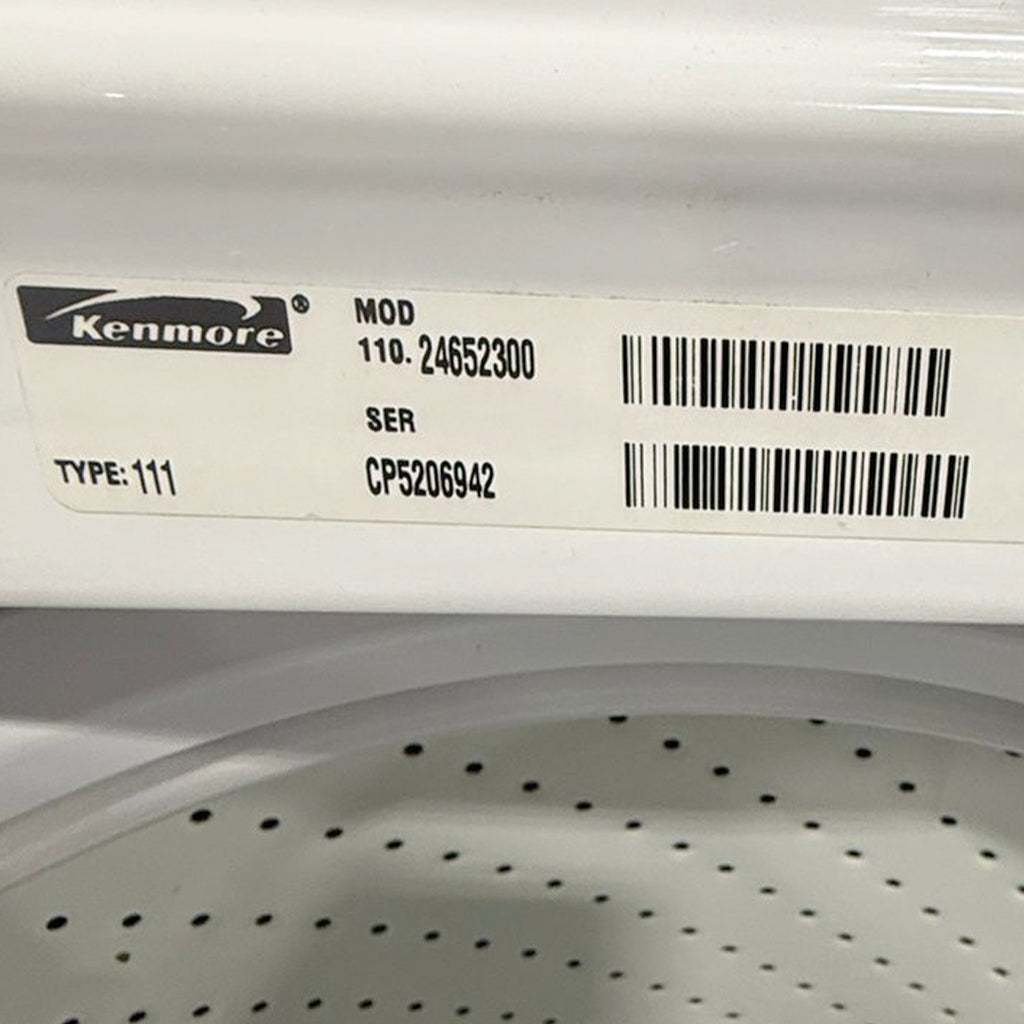 Kenmore®
MOD
110. 24652300
SER
TYPE: 111
CP5206942